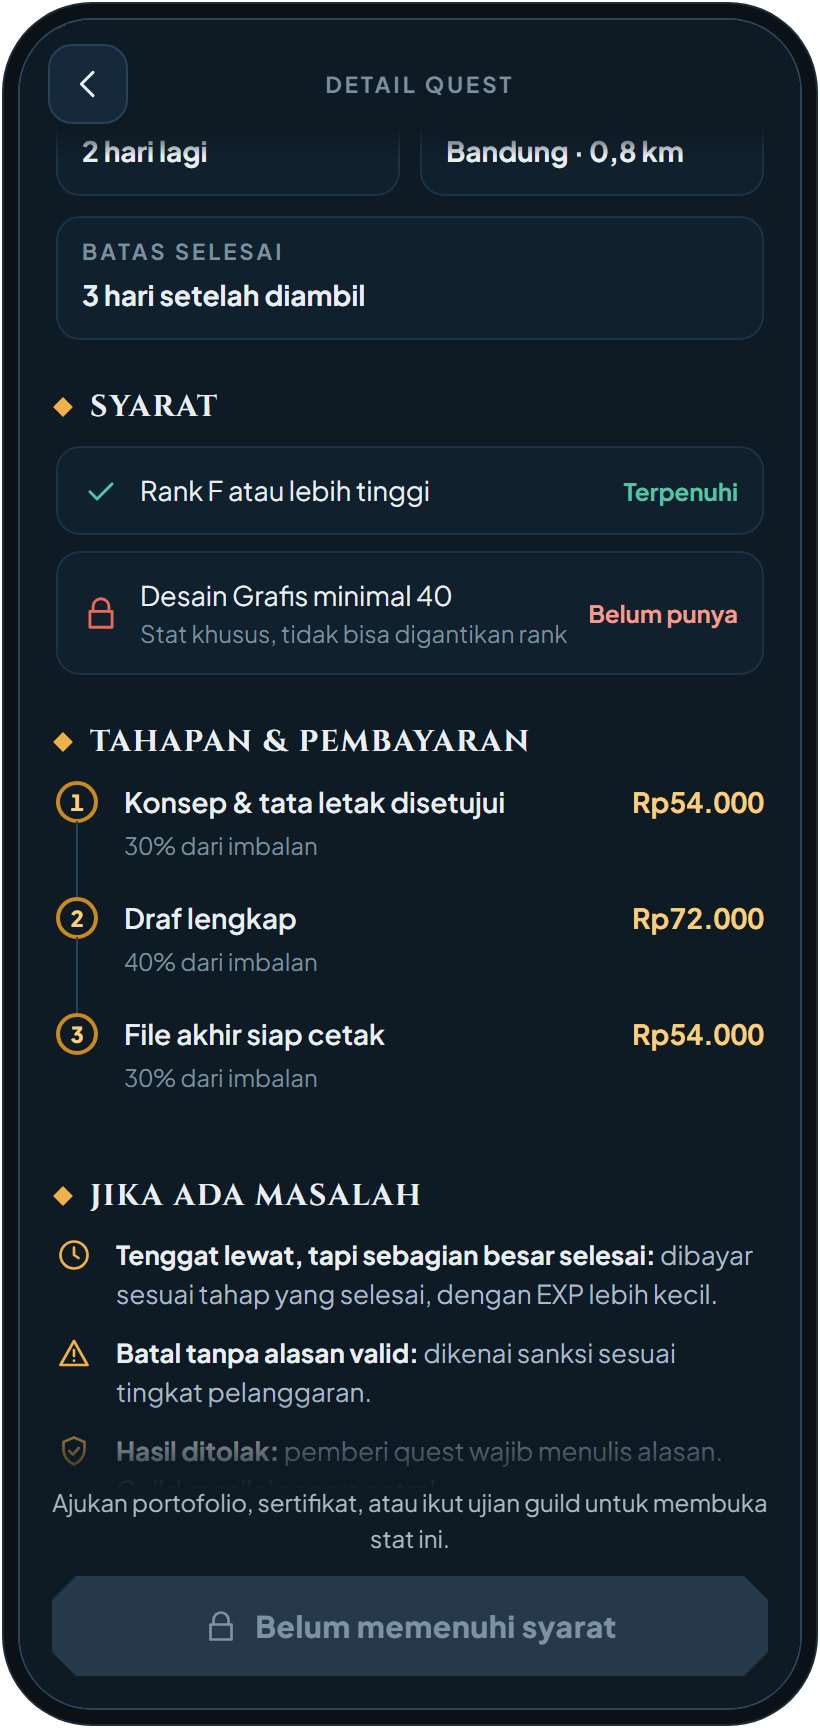 DETAIL QUEST
2 hari lagi
Bandung · 0,8 km
BATAS SELESAI
3 hari setelah diambil
SYARAT
Rank F atau lebih tinggi
Terpenuhi
Desain Grafis minimal 40
Stat khusus, tidak bisa digantikan rank
Belum punya
TAHAPAN & PEMBAYARAN
1 Konsep & tata letak disetujui Rp54.000
30% dari imbalan
2 Draf lengkap Rp72.000
40% dari imbalan
3 File akhir siap cetak Rp54.000
30% dari imbalan
JIKA ADA MASALAH
Tenggat lewat, tapi sebagian besar selesai: dibayar
sesuai tahap yang selesai, dengan EXP lebih kecil.
Batal tanpa alasan valid: dikenai sanksi sesuai
tingkat pelanggaran.
Hasil ditolak: pemberi quest wajib menulis alasan.
Ajukan portofolio, sertifikat, atau ikut ujian guild untuk membuka
stat ini.
Belum memenuhi syarat